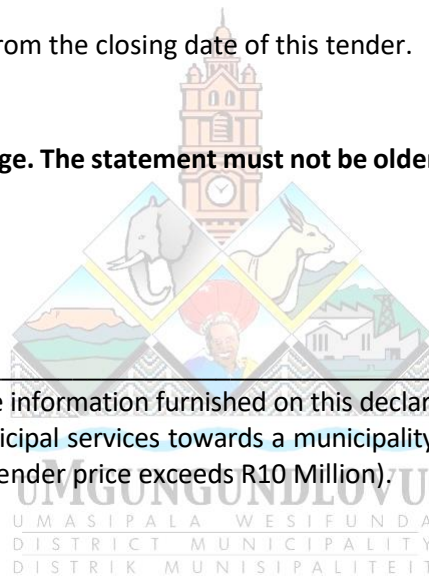 rom the closing date of this tender.
ge. The statement must not be older
e information furnished on this declar
icipal services towards a municipality
ender price exceeds R10 Million).
UMGUNGUNDLOVU
UMASIPALA WESIFUNDA
DISTRICT MUNICIPALITY
DISTRIK MUNISIPALITEIT